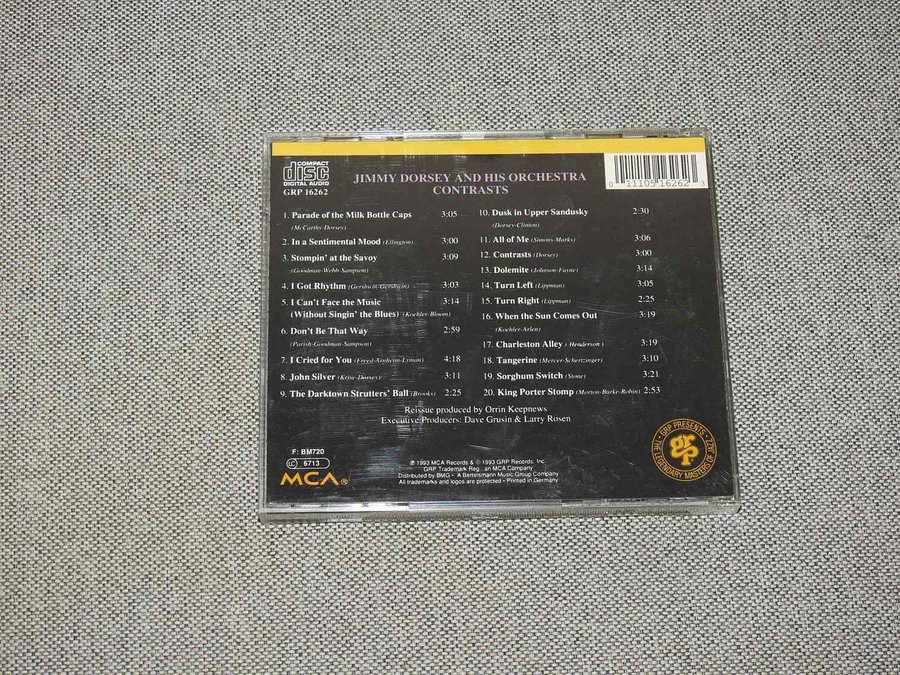 COMPACT
disc
DIGITAL AUDIO
GRP 16262
JIMMY DORSEY AND HIS ORCHESTRA
CONTRASTS
0 11105 16262 3
1. Parade of the Milk Bottle Caps 3:05
(McCarthy-Dorsey)
2. In a Sentimental Mood (Ellington) 3:00
3. Stompin' at the Savoy 3:09
(Goodman-Webb-Sampson)
4. I Got Rhythm (Gershwin-Gershwin) 3:03
5. I Can't Face the Music 3:14
(Without Singin' the Blues) (Koehler-Bloom)
6. Don't Be That Way 2:59
(Parish-Goodman-Sampson)
7. I Cried for You (Freed-Arnheim-Lyman) 4:18
8. John Silver (Krise-Dorsey) 3:11
9. The Darktown Strutters' Ball (Brooks) 2:25
10. Dusk in Upper Sandusky 2:30
(Dorsey-Clinton)
11. All of Me (Simons-Marks) 3:06
12. Contrasts (Dorsey) 3:00
13. Dolemite (Johnson-Fayne) 3:14
14. Turn Left (Lippman) 3:05
15. Turn Right (Lippman) 2:25
16. When the Sun Comes Out 3:19
(Koehler-Arlen)
17. Charleston Alley (Henderson) 3:19
18. Tangerine (Mercer-Schertzinger) 3:10
19. Sorghum Switch (Stone) 3:21
20. King Porter Stomp (Morton-Burke-Robin) 2:53
Reissue produced by Orrin Keepnews
Executive Producers: Dave Grusin & Larry Rosen
F: BM720
LC 6713
MCA®
℗ 1993 MCA Records & © 1993 GRP Records, Inc.
GRP Trademark Reg., an MCA Company
Distributed by BMG - A Bertelsmann Music Group Company
All trademarks and logos are protected • Printed in Germany
GRP PRESENTS
grp
THE LEGENDARY MASTERS OF JAZZ